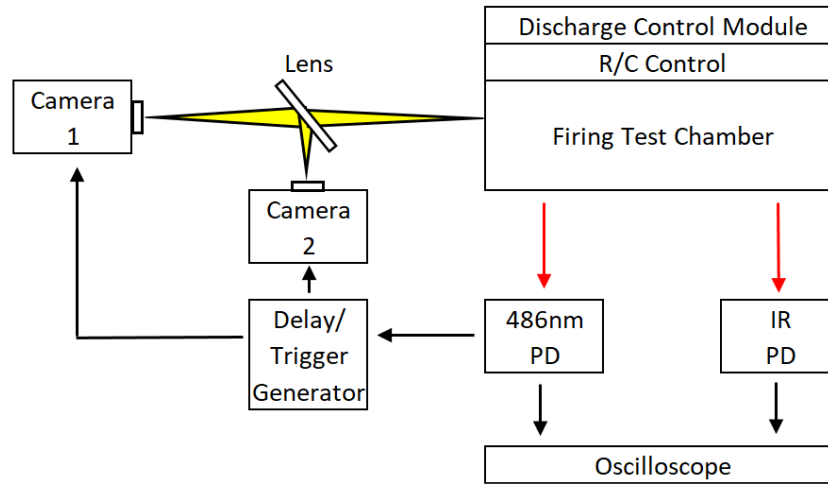 Discharge Control Module
R/C Control
Firing Test Chamber
Lens
Camera
1
Camera
2
Delay/
Trigger
Generator
486nm
PD
IR
PD
Oscilloscope